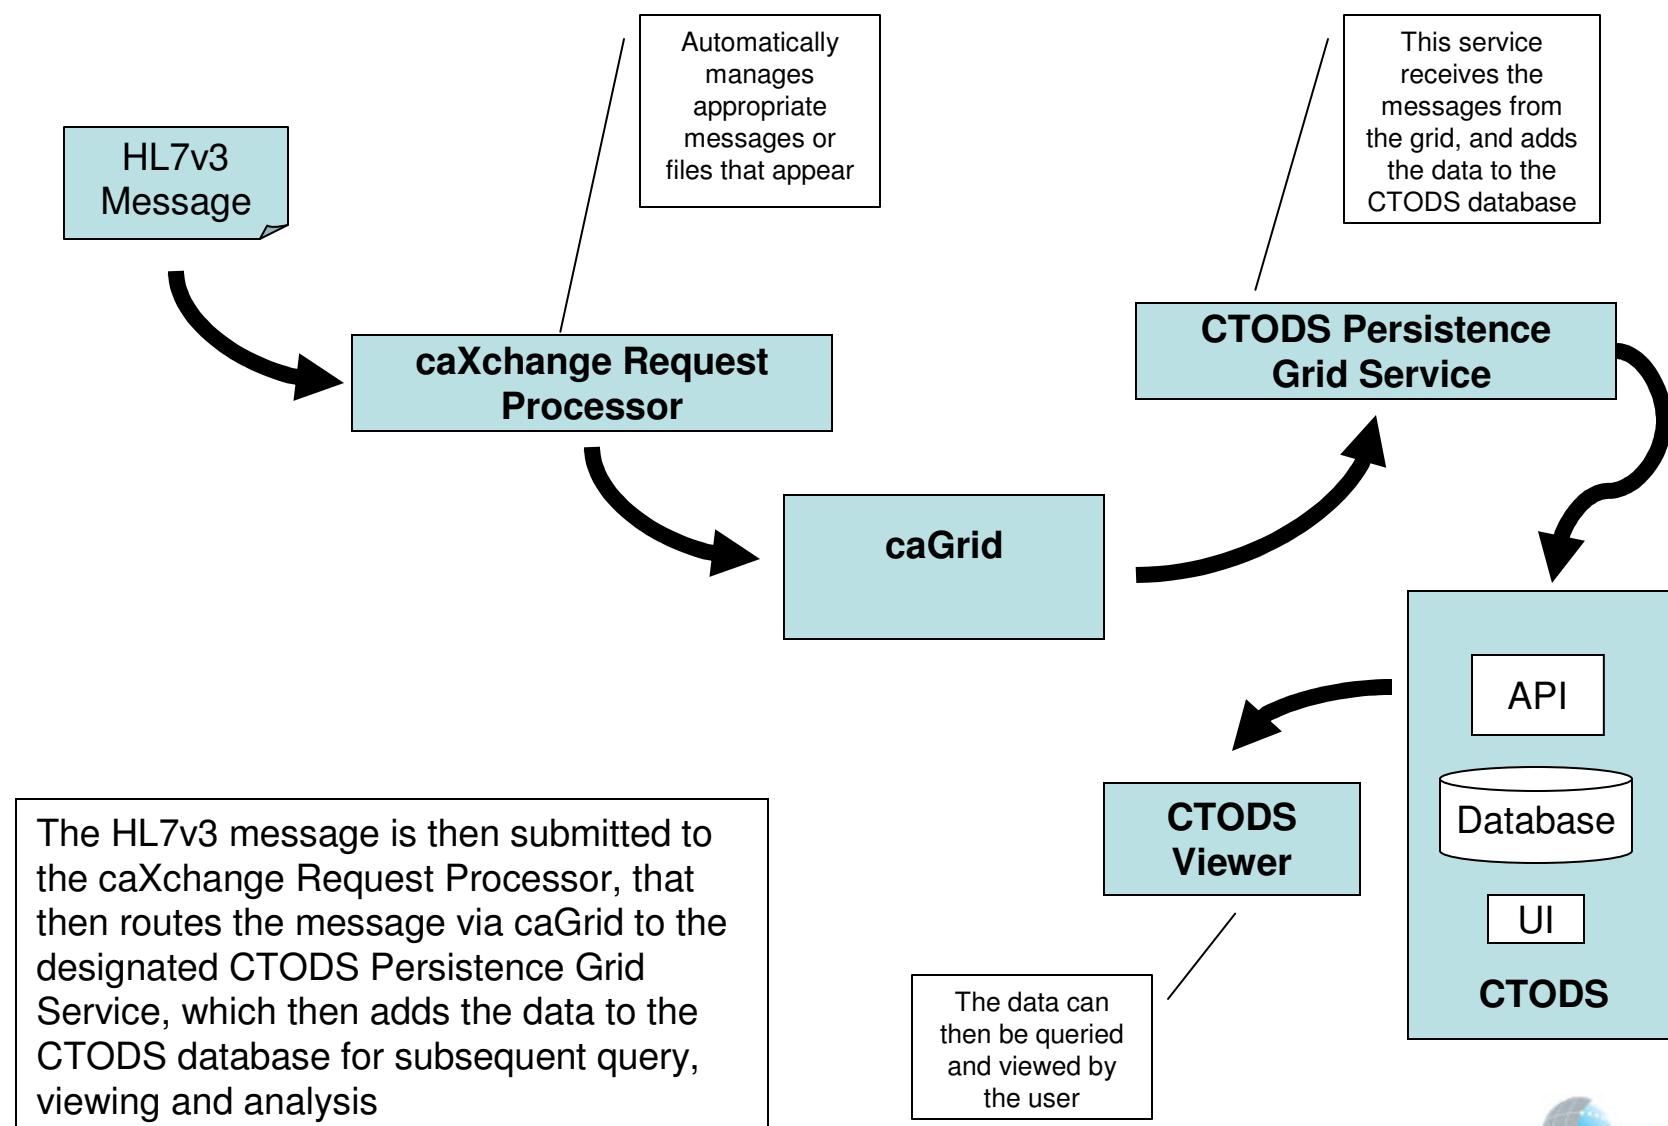 Automatically
manages
appropriate
messages or
files that appear
This service
receives the
messages from
the grid, and adds
the data to the
CTODS database
HL7v3
Message
caXchange Request
Processor
CTODS Persistence
Grid Service
caGrid
API
Database
UI
CTODS
CTODS
Viewer
The data can
then be queried
and viewed by
the user
The HL7v3 message is then submitted to
the caXchange Request Processor, that
then routes the message via caGrid to the
designated CTODS Persistence Grid
Service, which then adds the data to the
CTODS database for subsequent query,
viewing and analysis